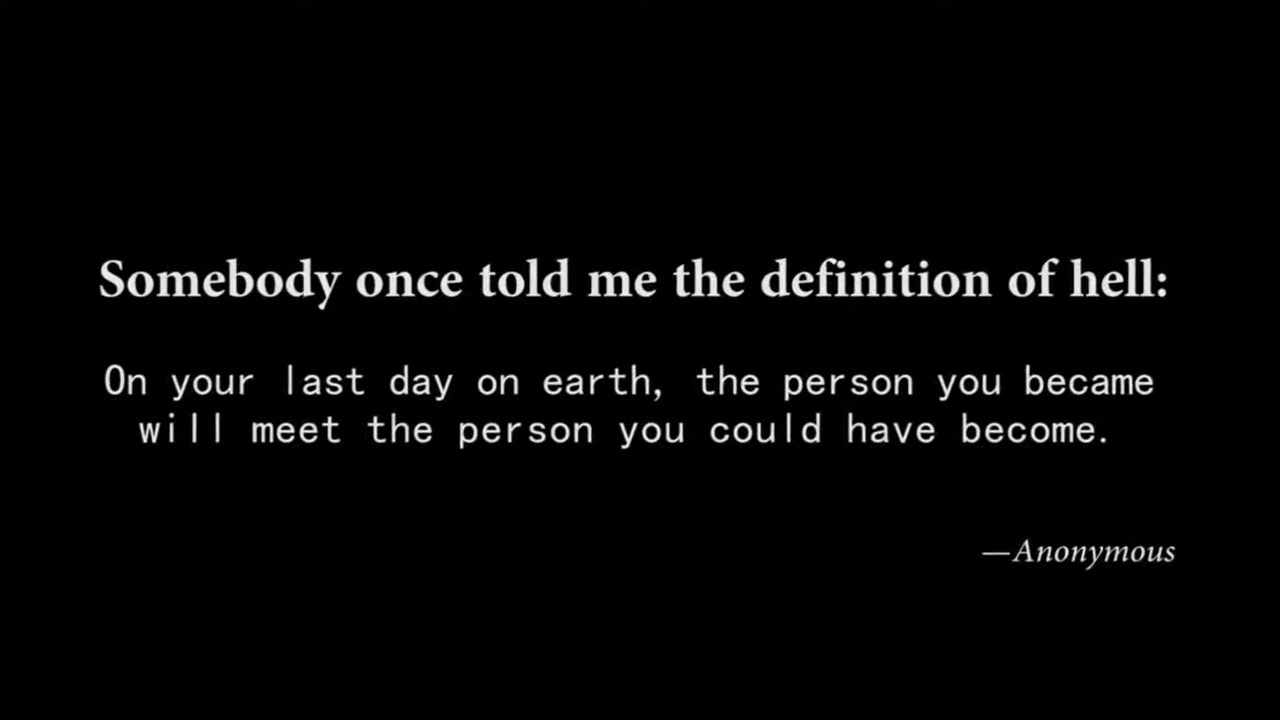 Somebody once told me the definition of hell:
On your last day on earth, the person you became
will meet the person you could have become.
—Anonymous